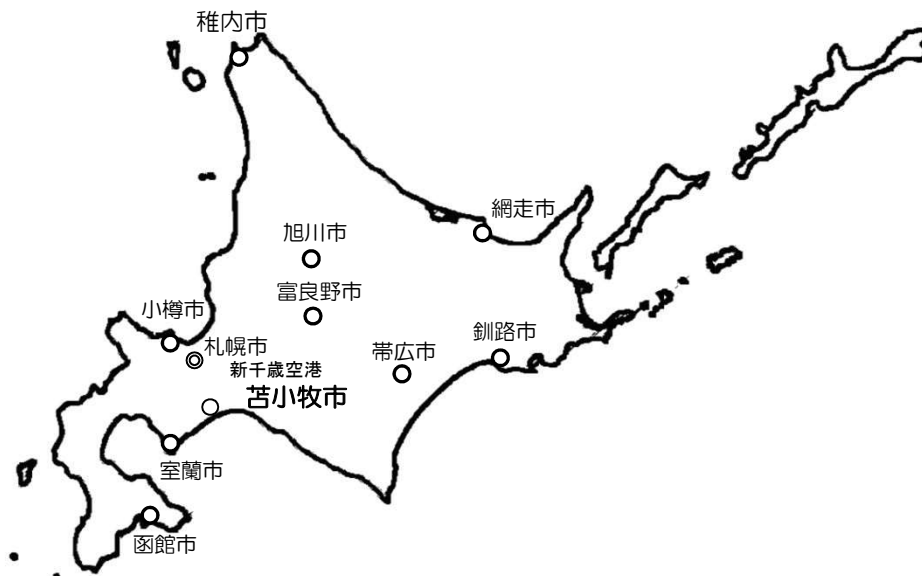 稚内市
網走市
旭川市
富良野市
小樽市
釧路市
札幌市
帯広市
新千歳空港
苫小牧市
室蘭市
函館市